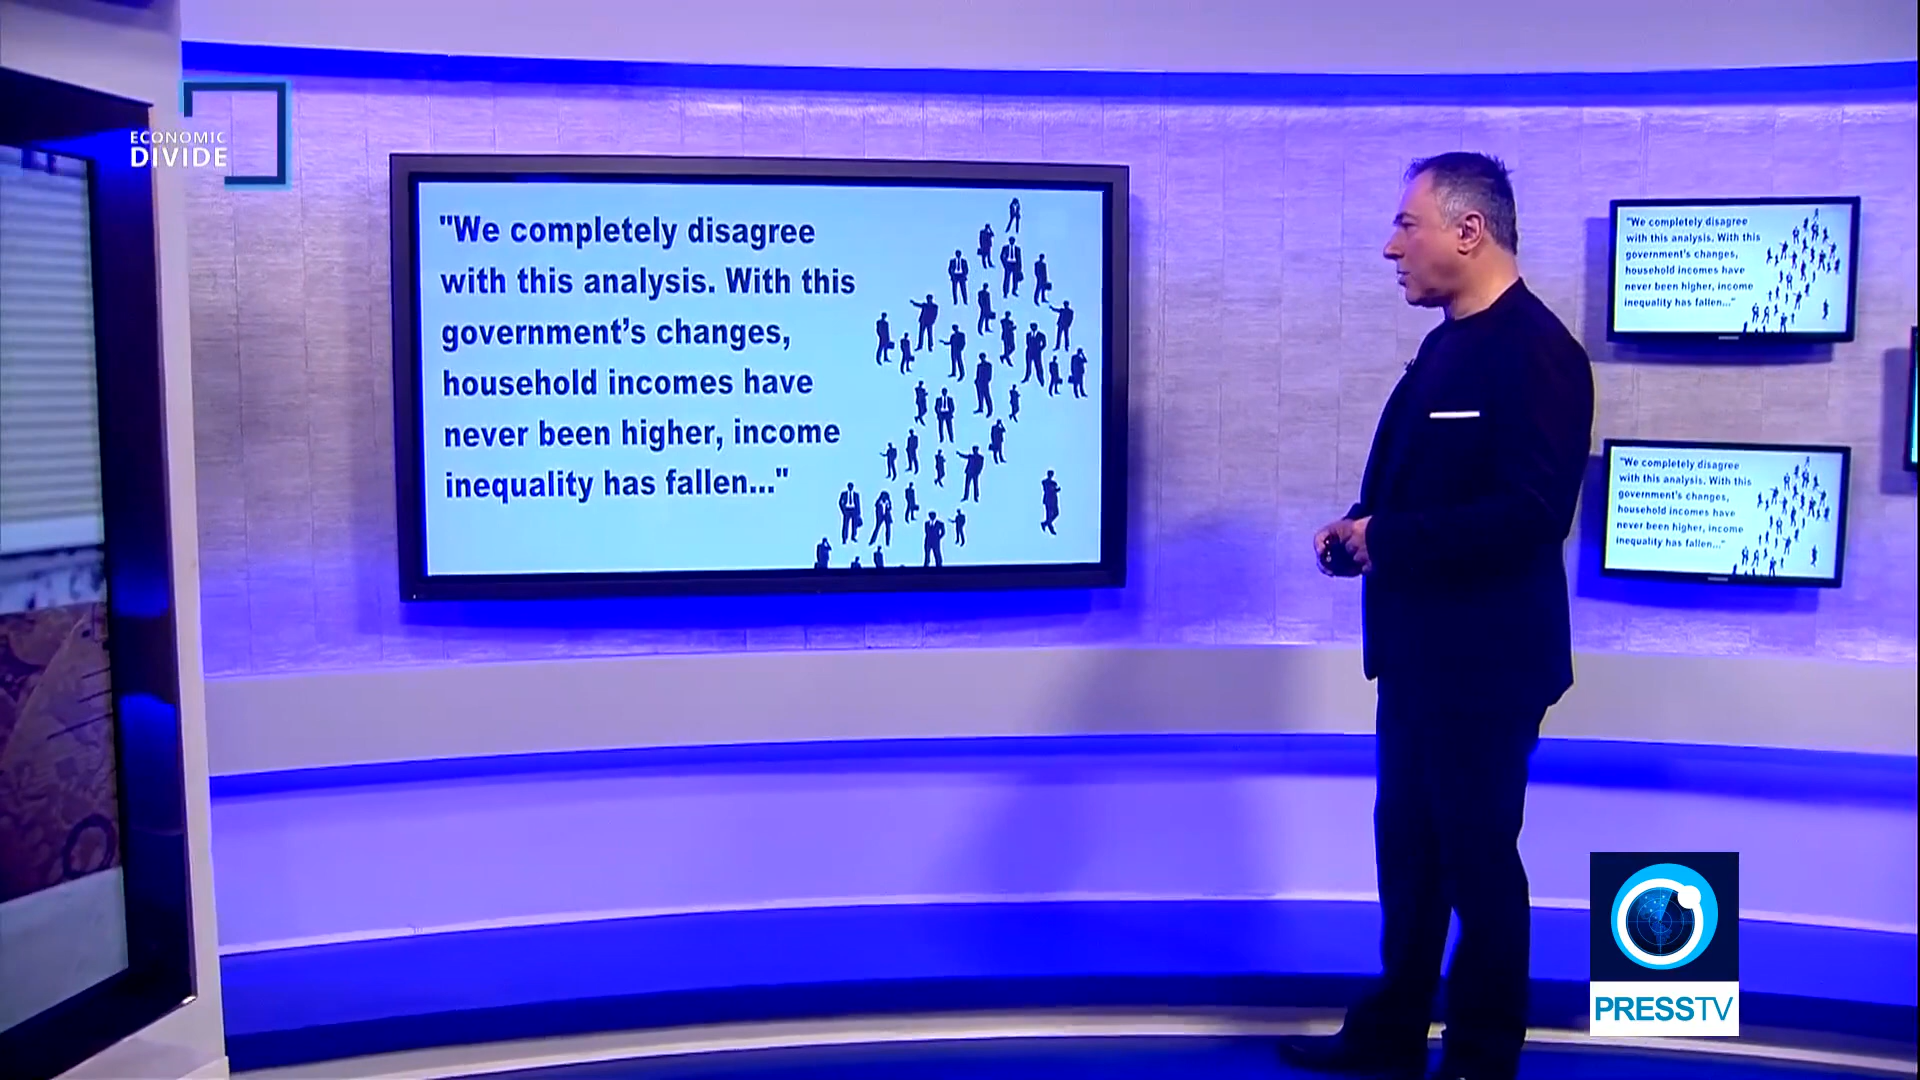 ECONOMIC
DIVIDE
"We completely disagree
with this analysis. With this
government's changes,
household incomes have
never been higher, income
inequality has fallen..."
"We completely disagree
with this analysis. With this
government's changes,
household incomes have
never been higher, income
inequality has fallen..."
"We completely disagree
with this analysis. With this
government's changes,
household incomes have
never been higher, income
inequality has fallen..."
PRESSTV